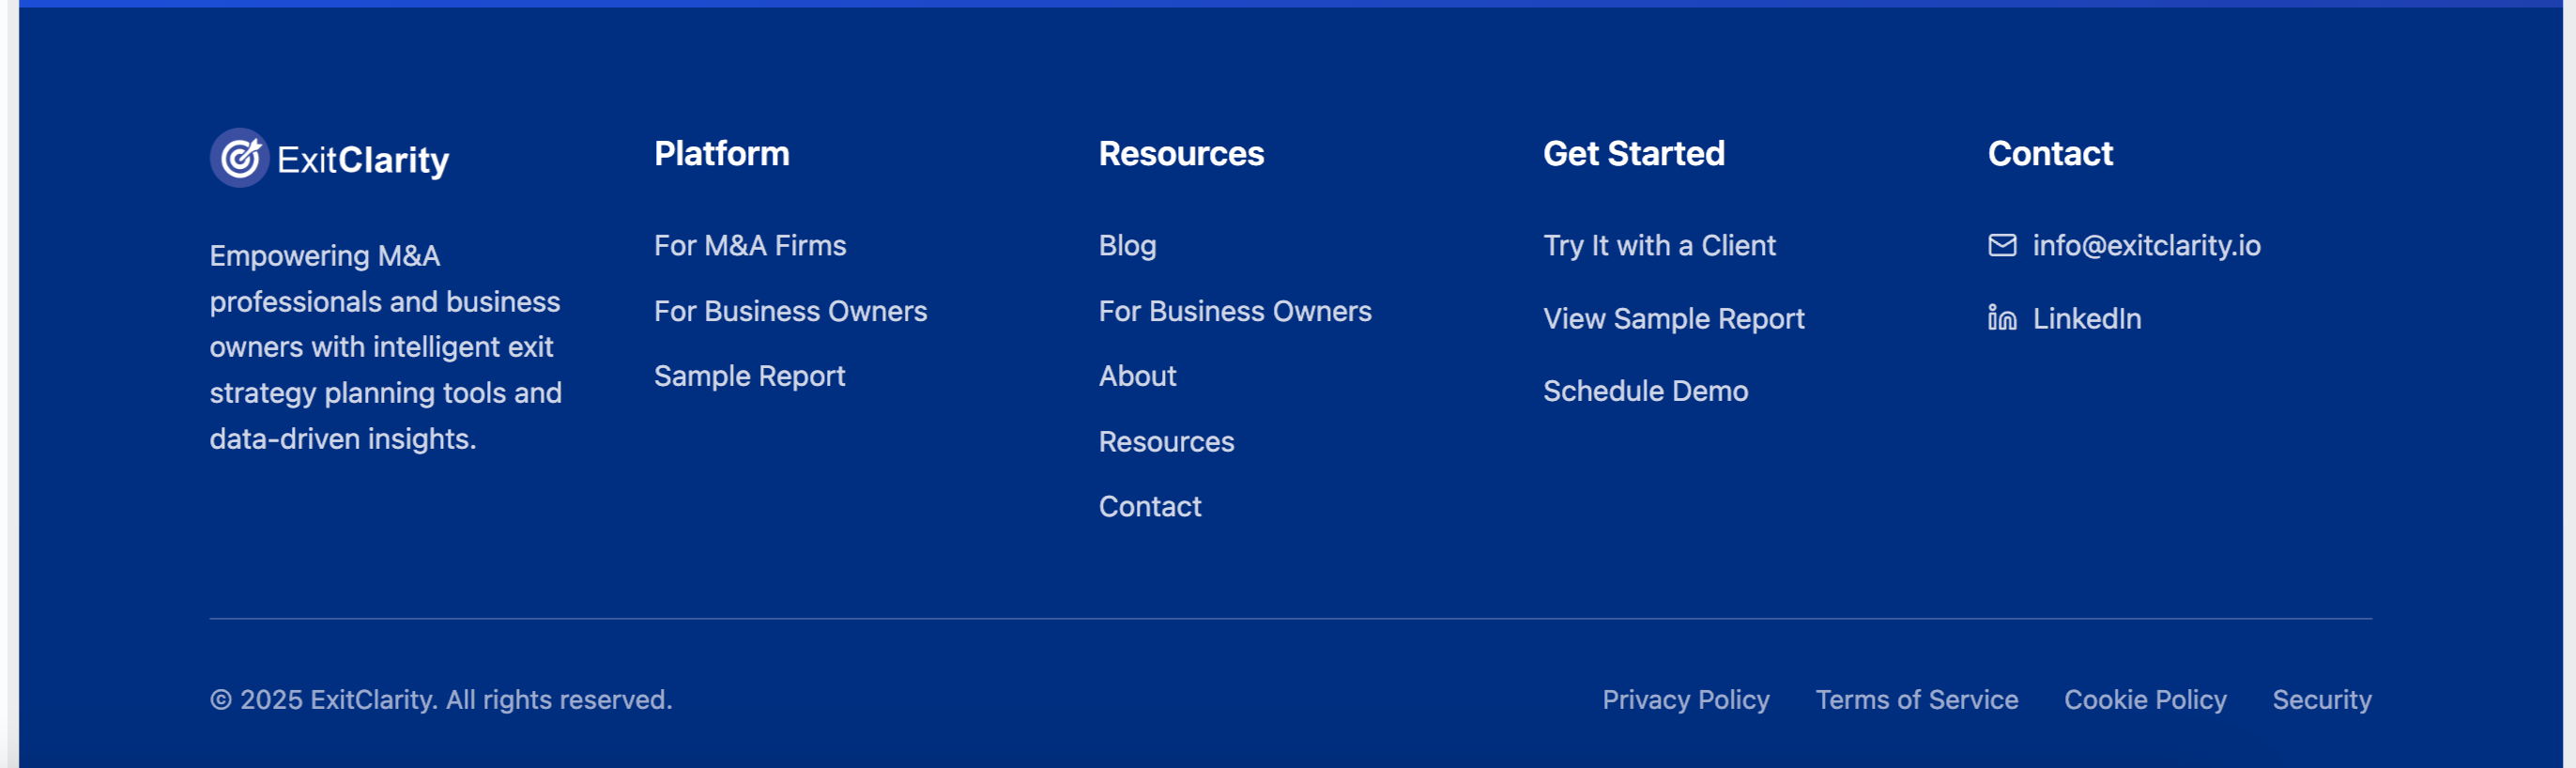 ExitClarity
Empowering M&A
professionals and business
owners with intelligent exit
strategy planning tools and
data-driven insights.
Platform
For M&A Firms
For Business Owners
Sample Report
Resources
Blog
For Business Owners
About
Resources
Contact
Get Started
Try It with a Client
View Sample Report
Schedule Demo
Contact
info@exitclarity.io
LinkedIn
© 2025 ExitClarity. All rights reserved.
Privacy Policy
Terms of Service
Cookie Policy
Security